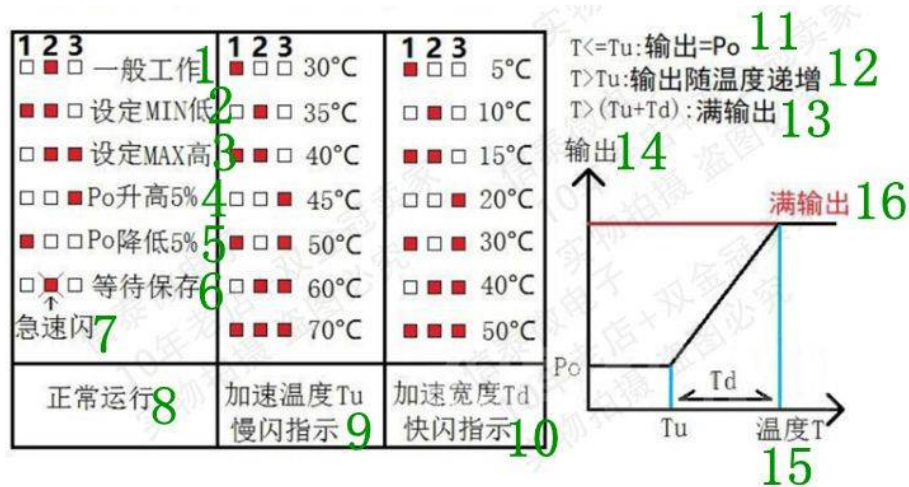 1 2 3
□■□ 一般工作 1
■■□ 设定MIN低 2
□■■ 设定MAX高 3
□□■ Po升高5% 4
■□□ Po降低5% 5
□■□ 等待保存 6
急速闪 7
正常运行 8
1 2 3
■□□ 30°C
□■□ 35°C
■■□ 40°C
□□■ 45°C
■□■ 50°C
□■■ 60°C
■■■ 70°C
加速温度Tu
慢闪指示 9
1 2 3
■□□ 5°C
□■□ 10°C
■■□ 15°C
□□■ 20°C
■□■ 30°C
□■■ 40°C
■■■ 50°C
加速宽度Td
快闪指示 10
T<=Tu:输出=Po 11
T>Tu:输出随温度递增 12
T>(Tu+Td):满输出 13
输出 14
满输出 16
Po
Td
Tu
温度T
15